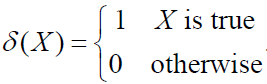 δ(X) = { 1 X is true
0 otherwise